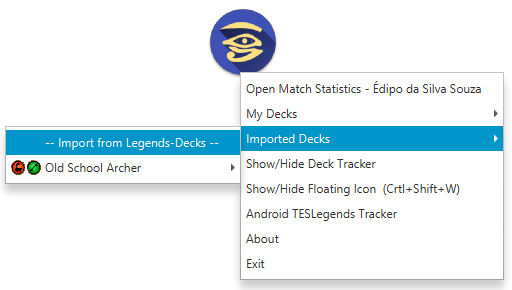 Open Match Statistics - Édipo da Silva Souza
My Decks
Imported Decks
-- Import from Legends-Decks --
Old School Archer
Show/Hide Deck Tracker
Show/Hide Floating Icon (Crtl+Shift+W)
Android TESLegends Tracker
About
Exit